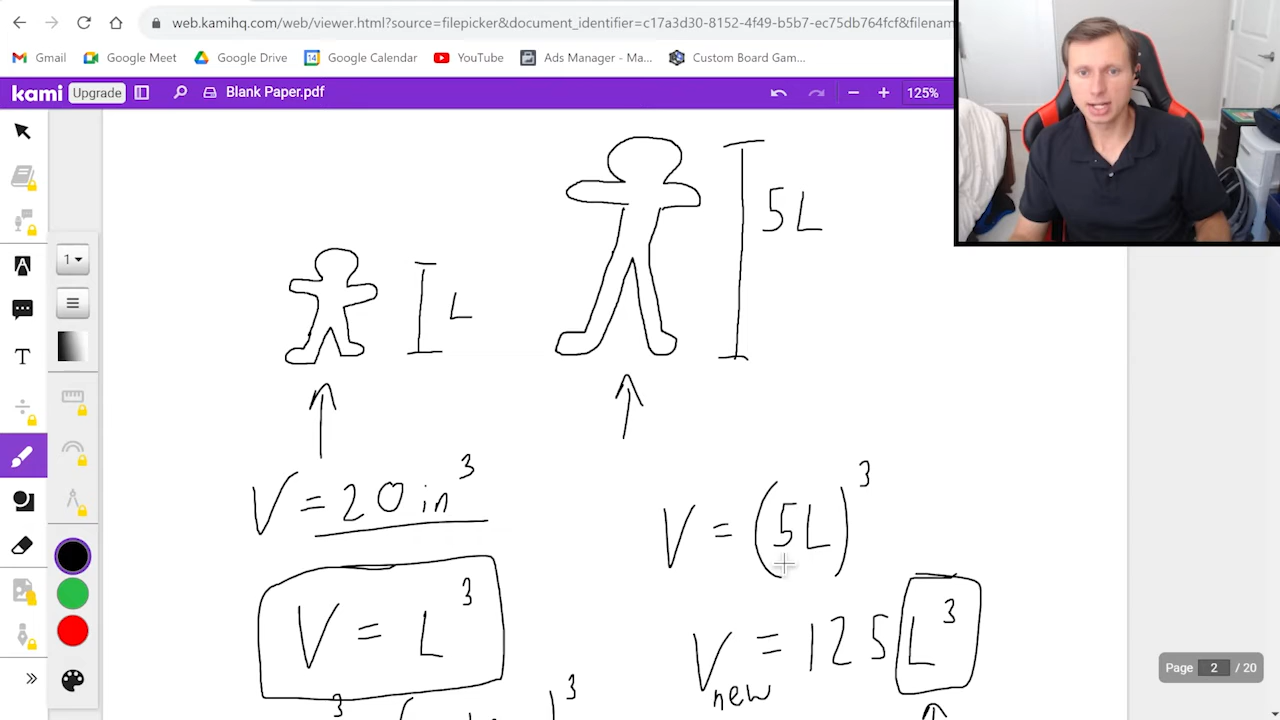 web.kamihq.com/web/viewer.html?source=filepicker&document_identifier=c17a3d30-8152-4f49-b5b7-ec75db764fcf&filenam
Gmail Google Meet Google Drive 14 Google Calendar YouTube Ads Manager - Ma... Custom Board Gam...
kami Upgrade Blank Paper.pdf 125%
5L
1
L
T
V = 20 in³
V = (5L)³
V = L³
V new = 125 L³
Page 2 / 20